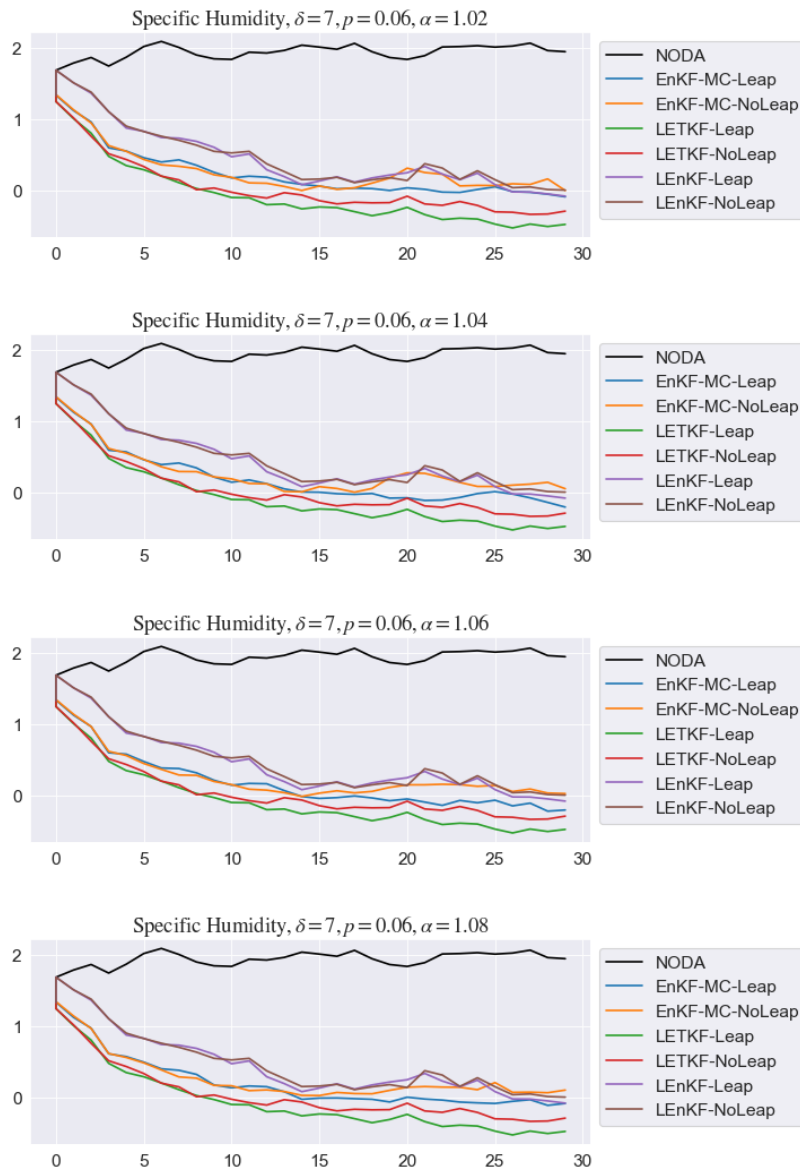 Specific Humidity, δ = 7, p = 0.06, α = 1.02
2
1
0
0 5 10 15 20 25 30
NODA
EnKF-MC-Leap
EnKF-MC-NoLeap
LETKF-Leap
LETKF-NoLeap
LEnKF-Leap
LEnKF-NoLeap
Specific Humidity, δ = 7, p = 0.06, α = 1.04
2
1
0
0 5 10 15 20 25 30
NODA
EnKF-MC-Leap
EnKF-MC-NoLeap
LETKF-Leap
LETKF-NoLeap
LEnKF-Leap
LEnKF-NoLeap
Specific Humidity, δ = 7, p = 0.06, α = 1.06
2
1
0
0 5 10 15 20 25 30
NODA
EnKF-MC-Leap
EnKF-MC-NoLeap
LETKF-Leap
LETKF-NoLeap
LEnKF-Leap
LEnKF-NoLeap
Specific Humidity, δ = 7, p = 0.06, α = 1.08
2
1
0
0 5 10 15 20 25 30
NODA
EnKF-MC-Leap
EnKF-MC-NoLeap
LETKF-Leap
LETKF-NoLeap
LEnKF-Leap
LEnKF-NoLeap